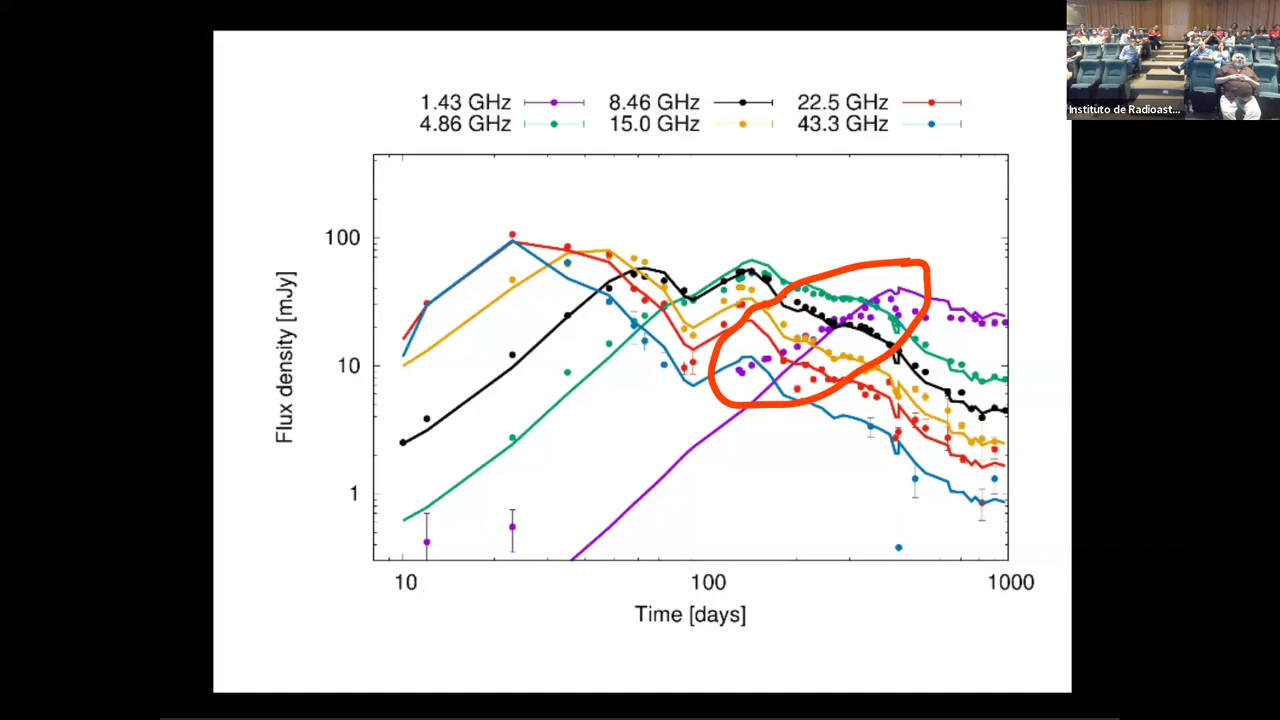 Instituto de Radioast...
1.43 GHz 8.46 GHz 22.5 GHz
4.86 GHz 15.0 GHz 43.3 GHz
100
10
1
Flux density [mJy]
10 100 1000
Time [days]